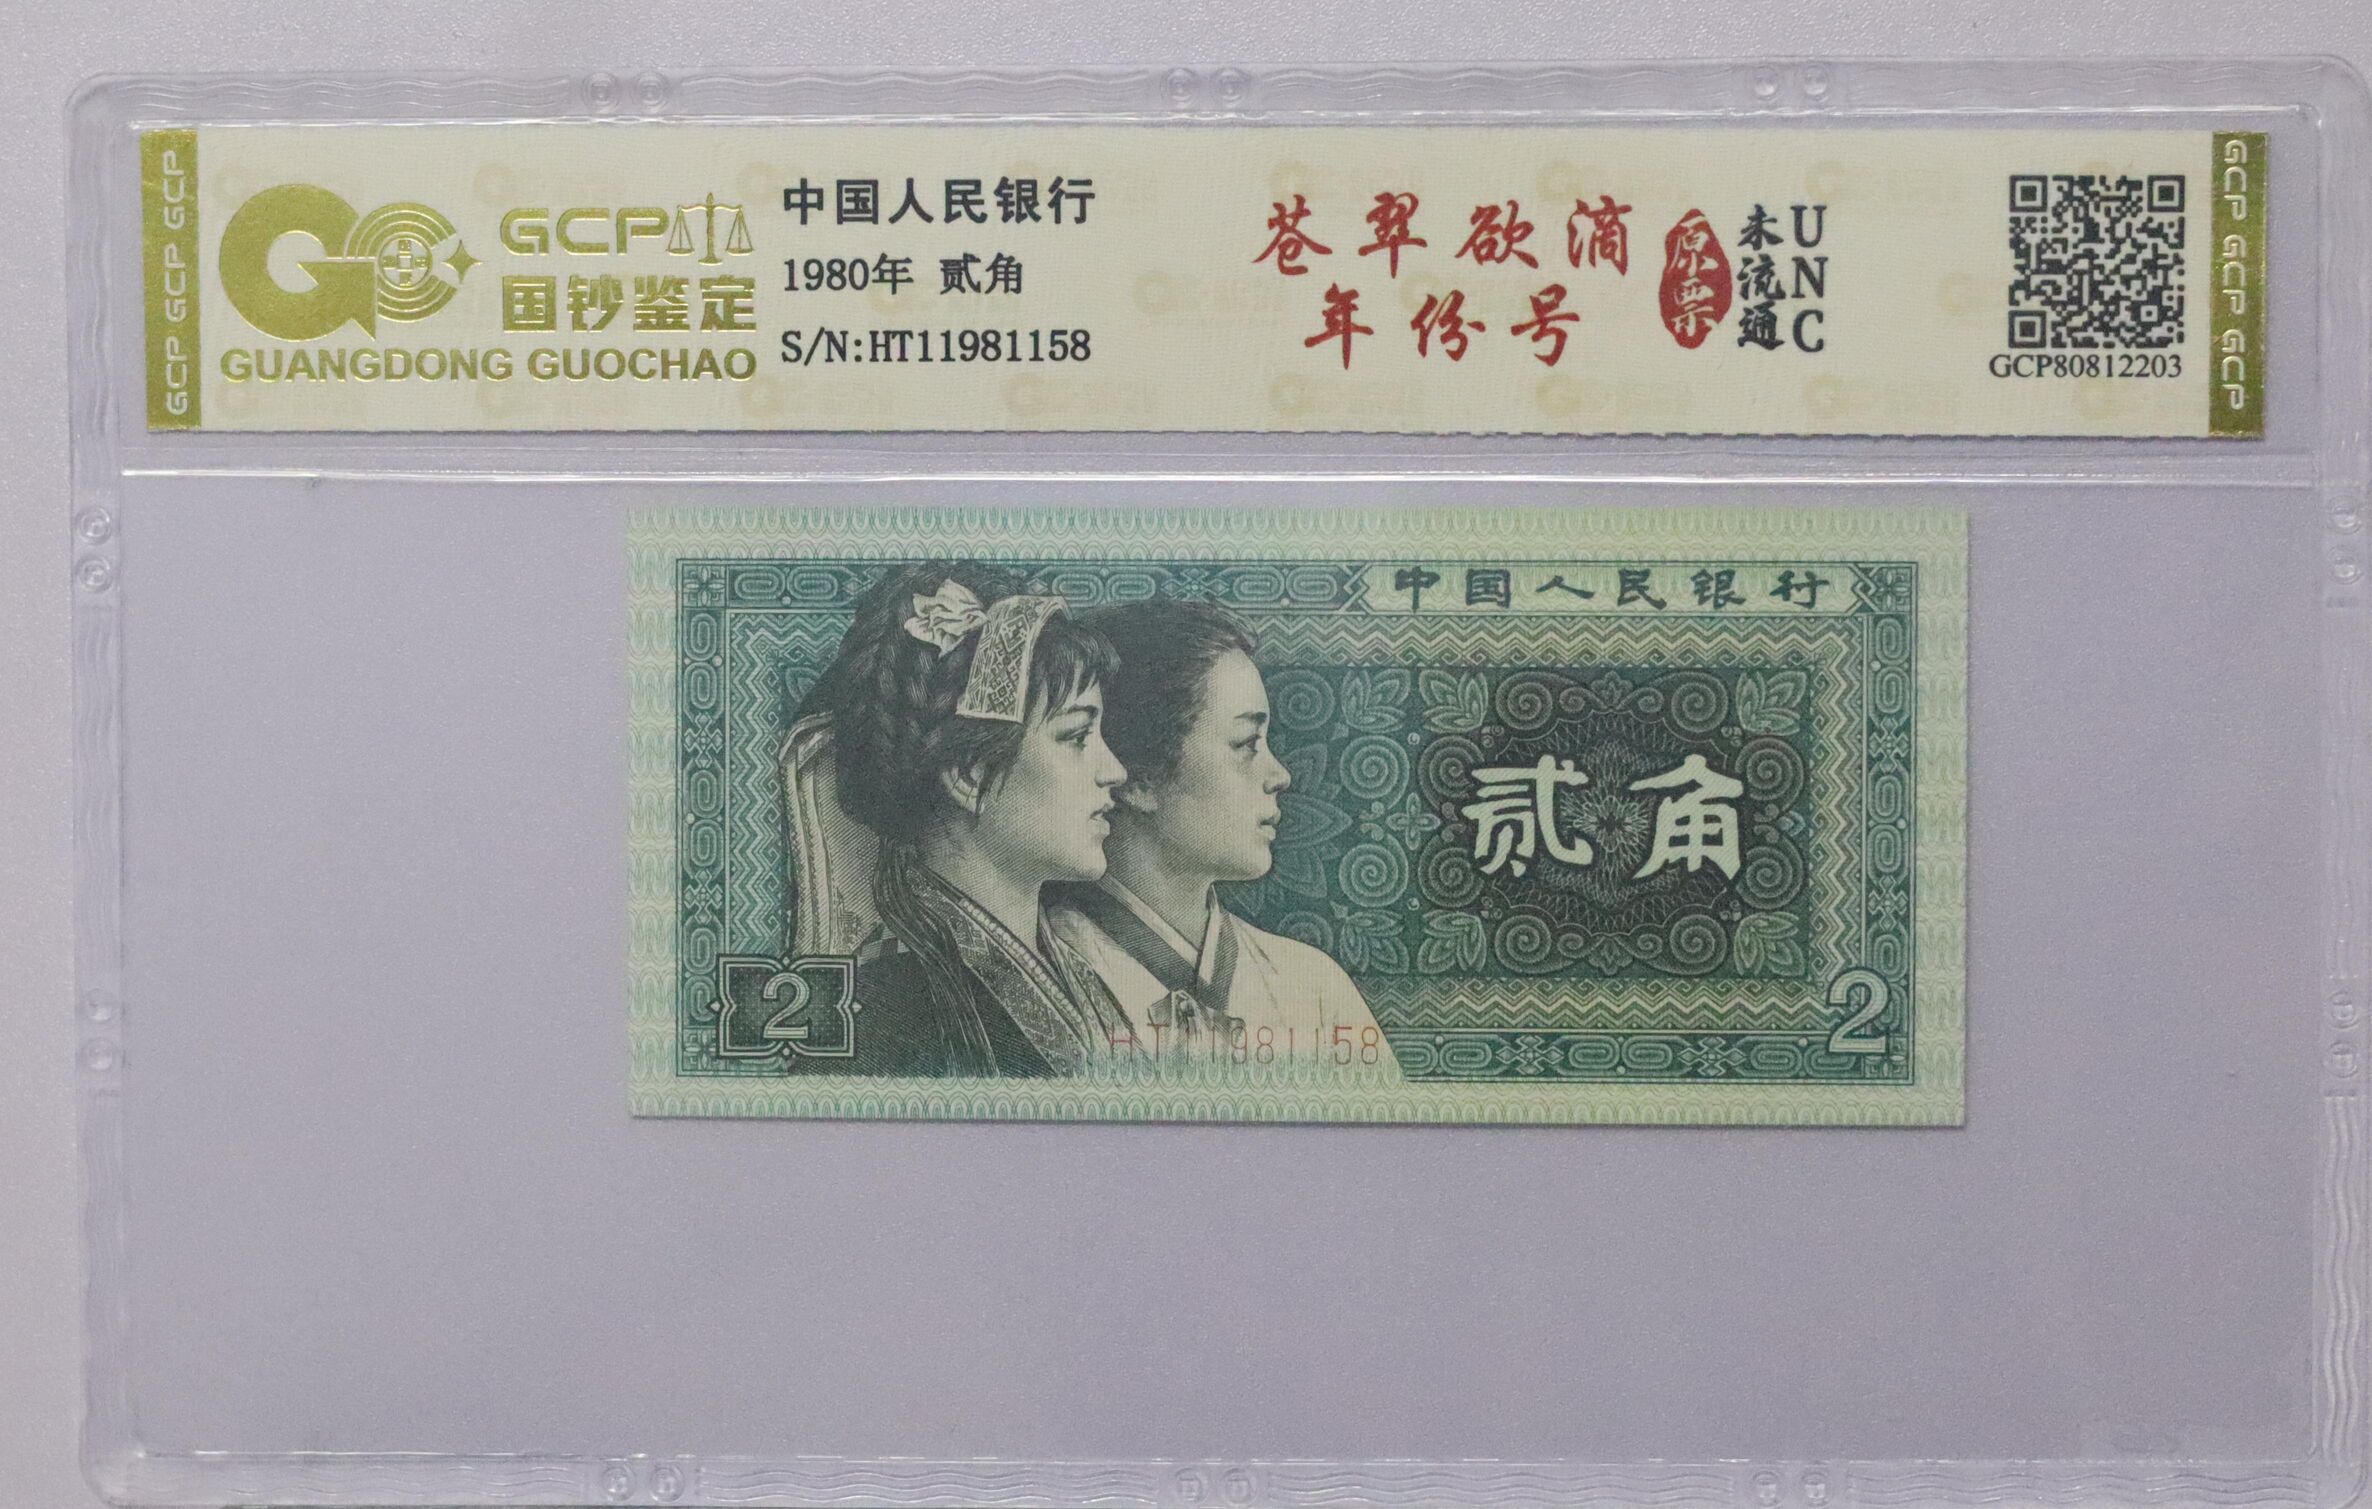 GCP GCP GCP
GCP
国钞鉴定
GUANGDONG GUOCHAO
中国人民银行
1980年 贰角
S/N:HT11981158
苍翠欲滴
年份号
原票
未流通
UNC
GCP80812203
GCP GCP GCP
中国人民银行
贰角
2
2
HT11981158